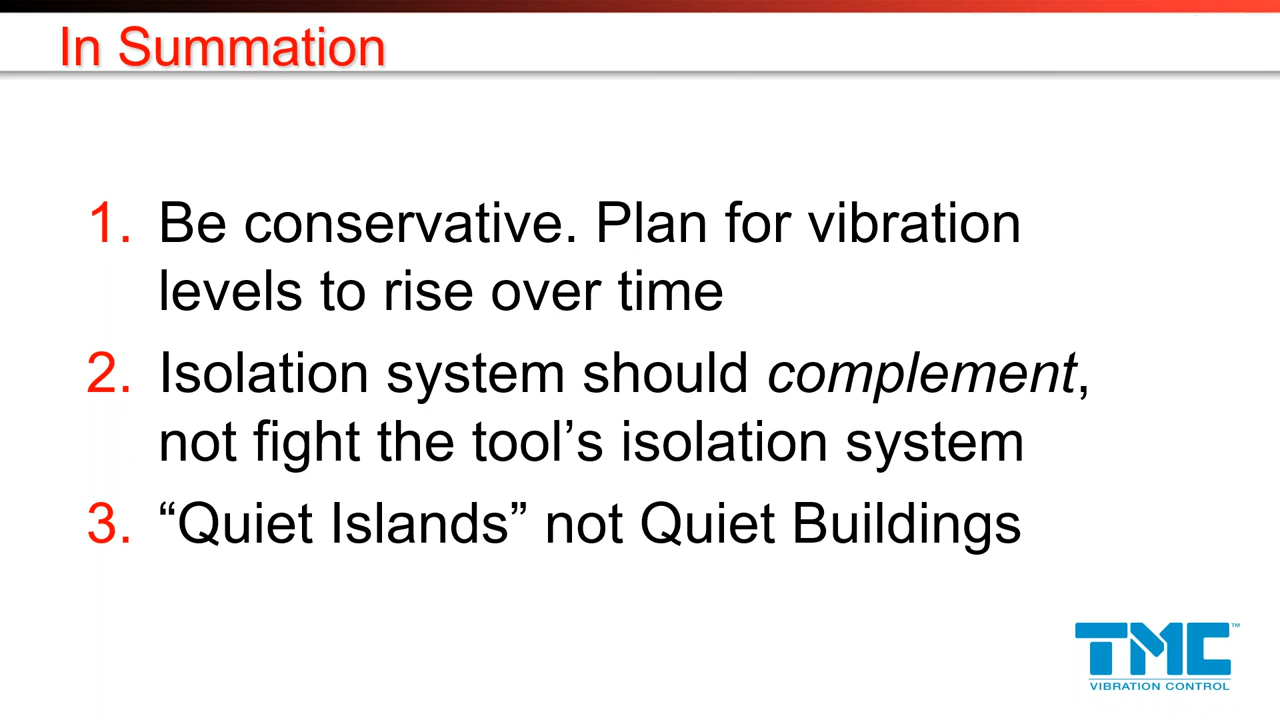 In Summation
1. Be conservative. Plan for vibration
levels to rise over time
2. Isolation system should complement,
not fight the tool’s isolation system
3. “Quiet Islands” not Quiet Buildings
TMC™
VIBRATION CONTROL